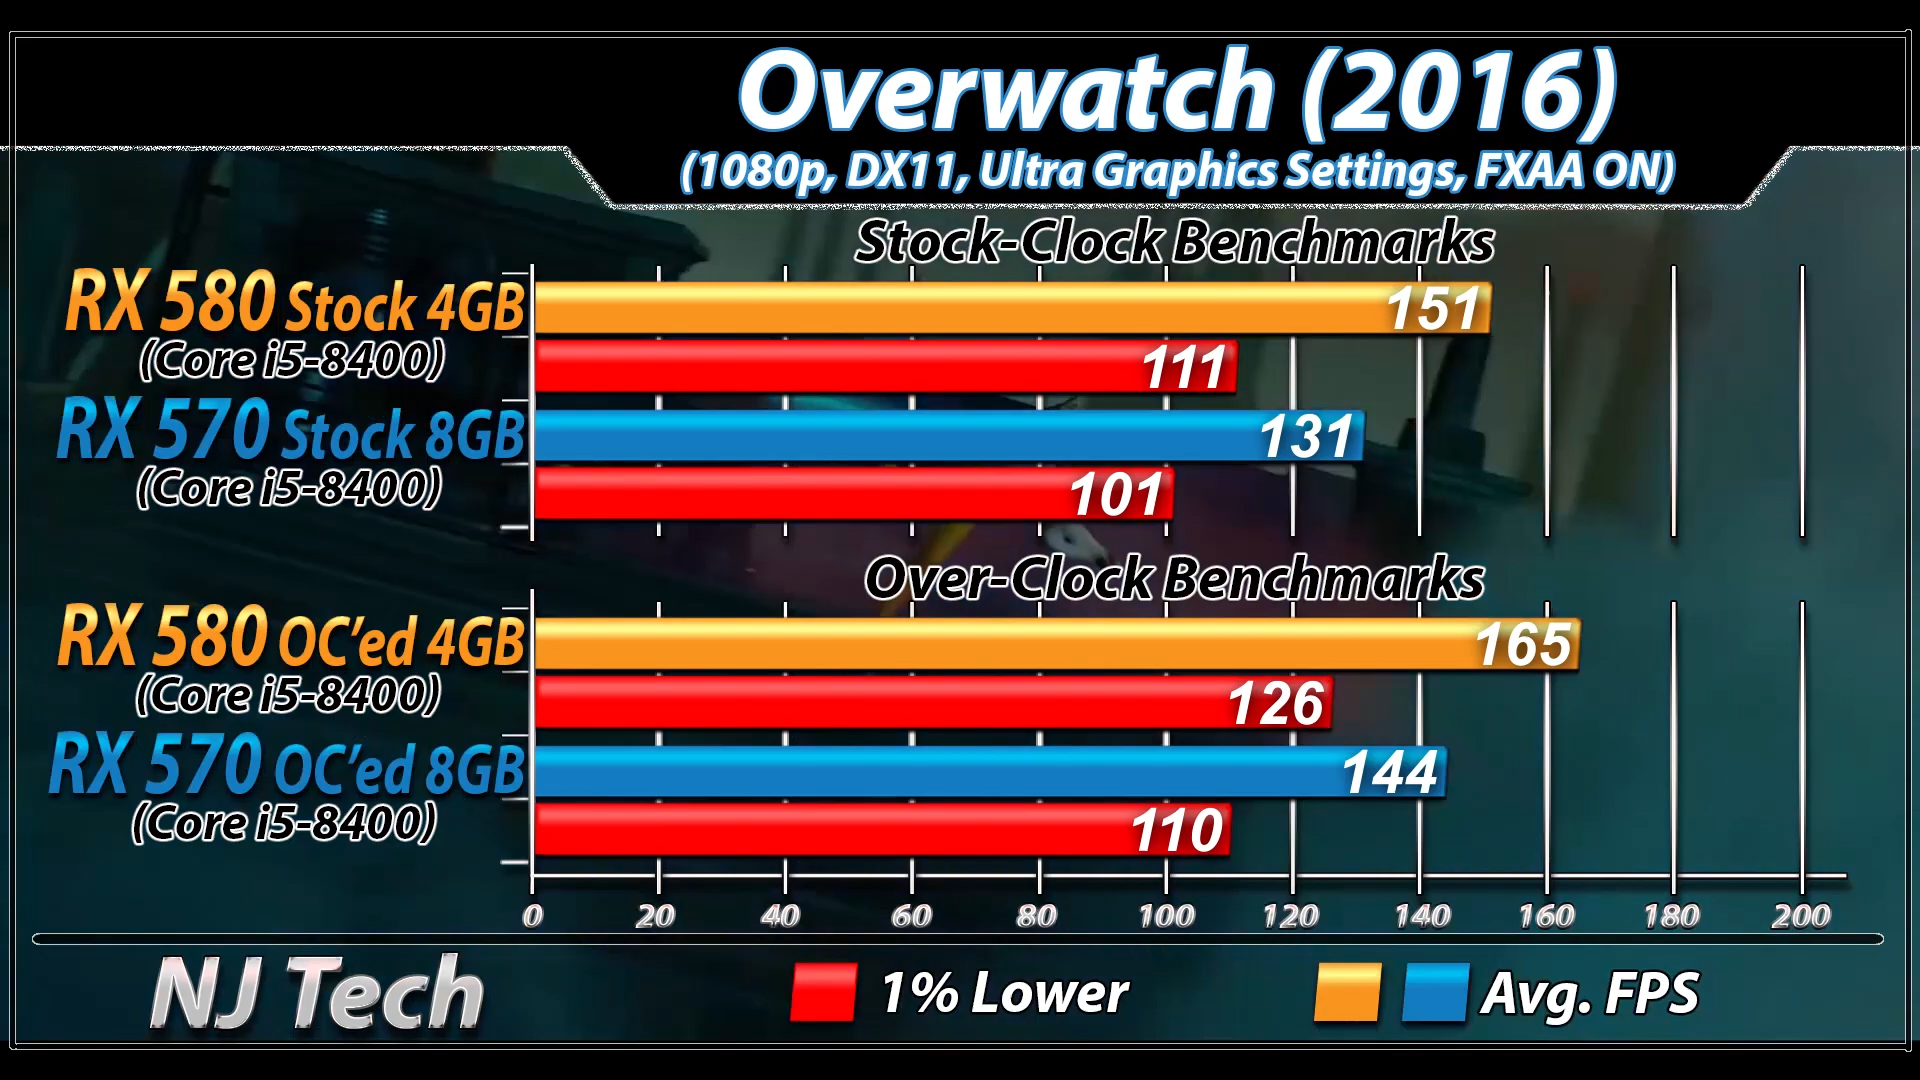 Overwatch (2016)
(1080p, DX11, Ultra Graphics Settings, FXAA ON)
Stock-Clock Benchmarks
RX 580 Stock 4GB
(Core i5-8400)
151
111
RX 570 Stock 8GB
(Core i5-8400)
131
101
Over-Clock Benchmarks
RX 580 OC'ed 4GB
(Core i5-8400)
165
126
RX 570 OC'ed 8GB
(Core i5-8400)
144
110
0 20 40 60 80 100 120 140 160 180 200
NJ Tech
1% Lower
Avg. FPS